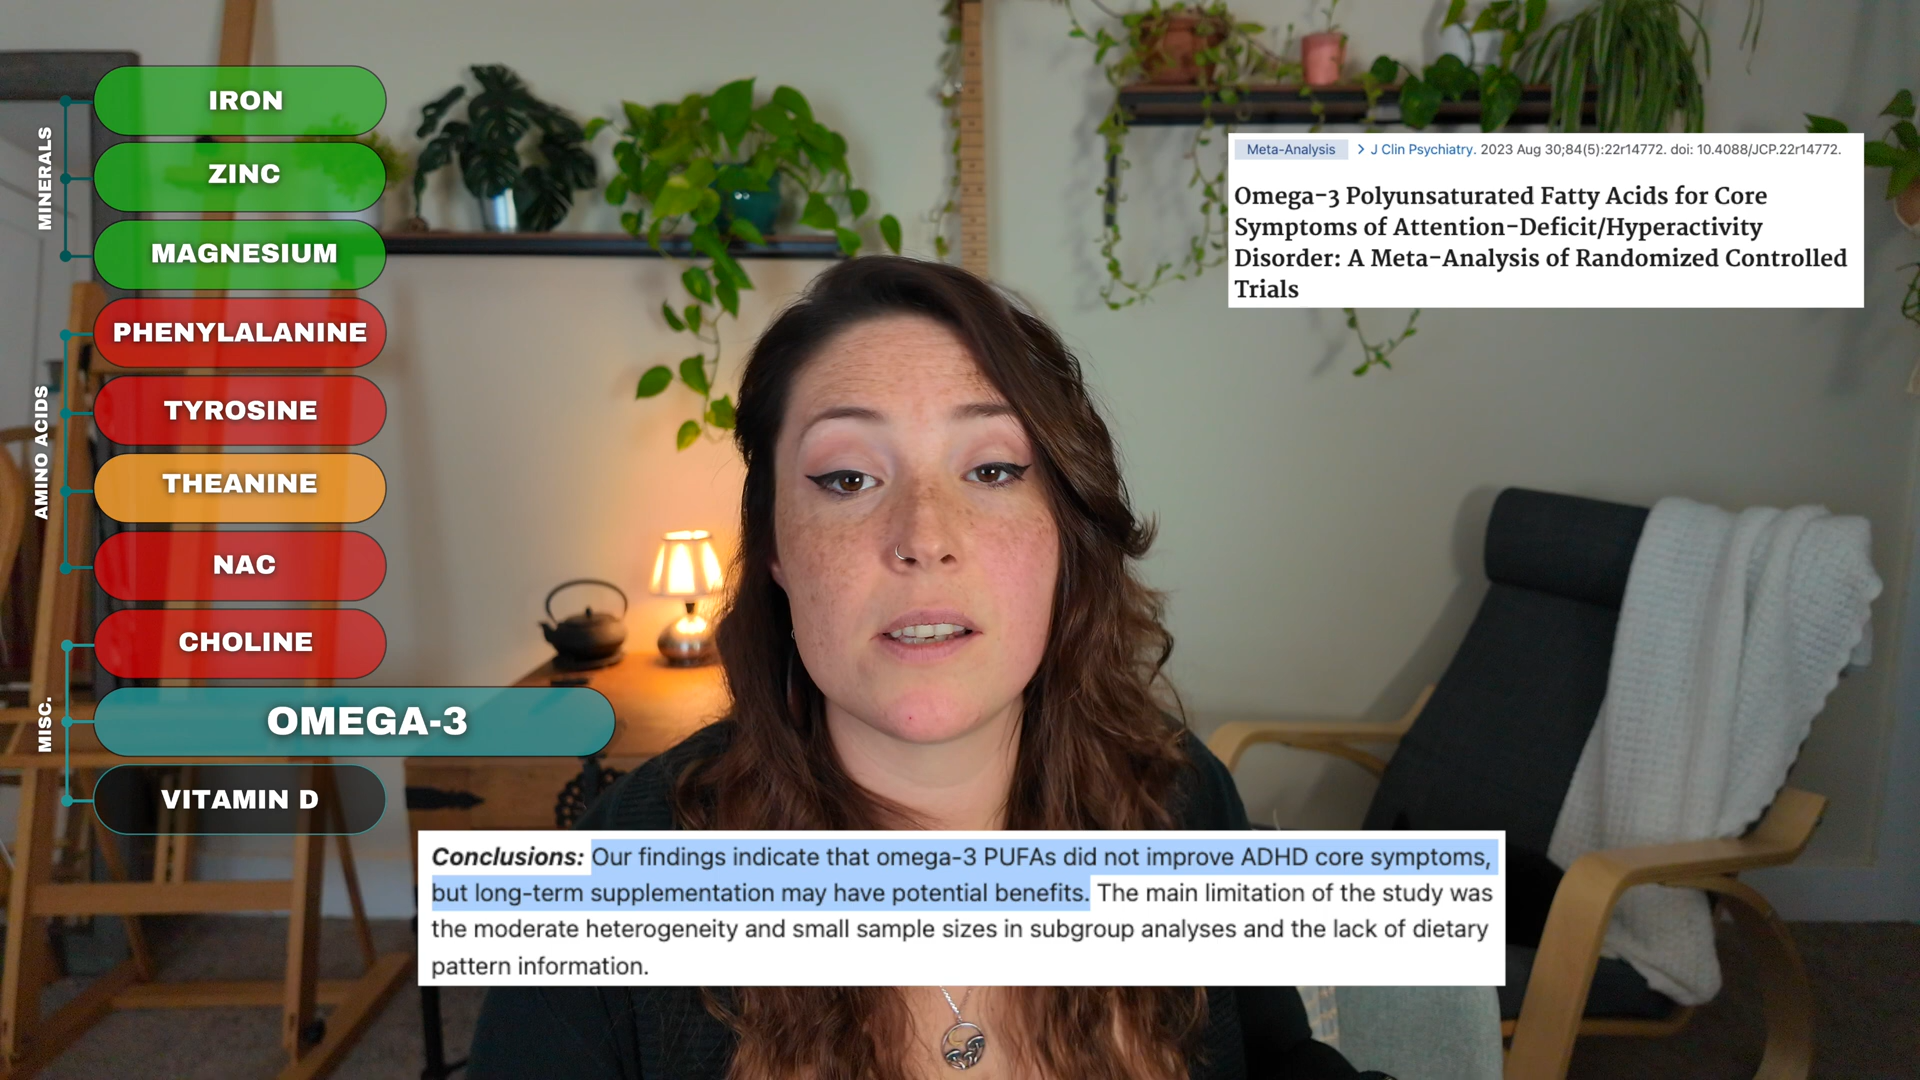 MINERALS
IRON
ZINC
MAGNESIUM
AMINO ACIDS
PHENYLALANINE
TYROSINE
THEANINE
NAC
MISC.
CHOLINE
OMEGA-3
VITAMIN D
Meta-Analysis > J Clin Psychiatry. 2023 Aug 30;84(5):22r14772. doi: 10.4088/JCP.22r14772.
Omega-3 Polyunsaturated Fatty Acids for Core
Symptoms of Attention-Deficit/Hyperactivity
Disorder: A Meta-Analysis of Randomized Controlled
Trials
Conclusions: Our findings indicate that omega-3 PUFAs did not improve ADHD core symptoms,
but long-term supplementation may have potential benefits. The main limitation of the study was
the moderate heterogeneity and small sample sizes in subgroup analyses and the lack of dietary
pattern information.